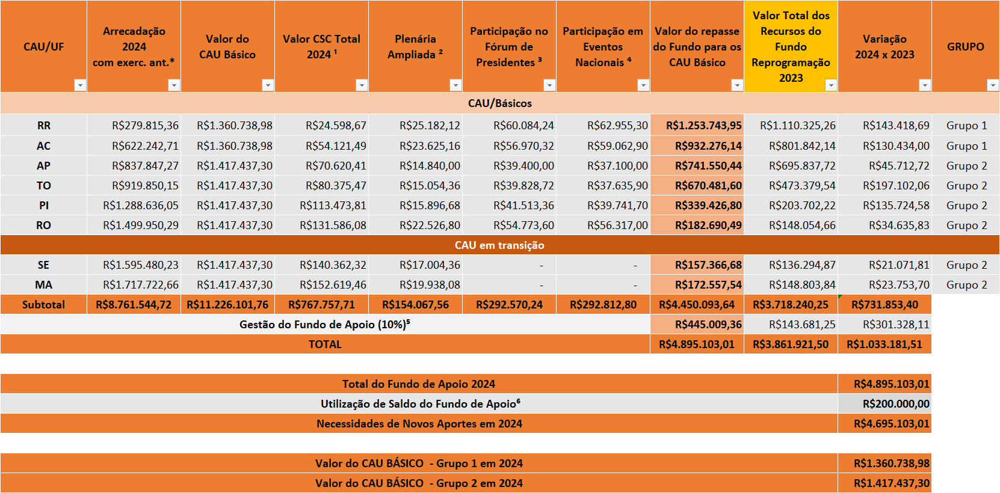 CAU/UF Arrecadação 2024 com exerc. ant.* Valor do CAU Básico Valor CSC Total 2024 ¹ Plenária Ampliada ² Participação no Fórum de Presidentes ³ Participação em Eventos Nacionais ⁴ Valor do repasse do Fundo para os CAU Básico Valor Total dos Recursos do Fundo Reprogramação 2023 Variação 2024 x 2023 GRUPO
CAU/Básicos
RR R$279.815,36 R$1.360.738,98 R$24.598,67 R$25.182,12 R$60.084,24 R$62.955,30 R$1.253.743,95 R$1.110.325,26 R$143.418,69 Grupo 1
AC R$622.242,71 R$1.360.738,98 R$54.121,49 R$23.625,16 R$56.970,32 R$59.062,90 R$932.276,14 R$801.842,14 R$130.434,00 Grupo 1
AP R$837.847,27 R$1.417.437,30 R$70.620,41 R$14.840,00 R$39.400,00 R$37.100,00 R$741.550,44 R$695.837,72 R$45.712,72 Grupo 2
TO R$919.850,15 R$1.417.437,30 R$80.375,47 R$15.054,36 R$39.828,72 R$37.635,90 R$670.481,60 R$473.379,54 R$197.102,06 Grupo 2
PI R$1.288.636,05 R$1.417.437,30 R$113.473,81 R$15.896,68 R$41.513,36 R$39.741,70 R$339.426,80 R$203.702,22 R$135.724,58 Grupo 2
RO R$1.499.950,29 R$1.417.437,30 R$131.586,08 R$22.526,80 R$54.773,60 R$56.317,00 R$182.690,49 R$148.054,66 R$34.635,83 Grupo 2
CAU em transição
SE R$1.595.480,23 R$1.417.437,30 R$140.362,32 R$17.004,36 - - R$157.366,68 R$136.294,87 R$21.071,81 Grupo 2
MA R$1.717.722,66 R$1.417.437,30 R$152.619,46 R$19.938,08 - - R$172.557,54 R$148.803,84 R$23.753,70 Grupo 2
Subtotal R$8.761.544,72 R$11.226.101,76 R$767.757,71 R$154.067,56 R$292.570,24 R$292.812,80 R$4.450.093,64 R$3.718.240,25 R$731.853,40
Gestão do Fundo de Apoio (10%)⁵ R$445.009,36 R$143.681,25 R$301.328,11
TOTAL R$4.895.103,01 R$3.861.921,50 R$1.033.181,51
Total do Fundo de Apoio 2024 R$4.895.103,01
Utilização de Saldo do Fundo de Apoio⁶ R$200.000,00
Necessidades de Novos Aportes em 2024 R$4.695.103,01
Valor do CAU BÁSICO - Grupo 1 em 2024 R$1.360.738,98
Valor do CAU BÁSICO - Grupo 2 em 2024 R$1.417.437,30